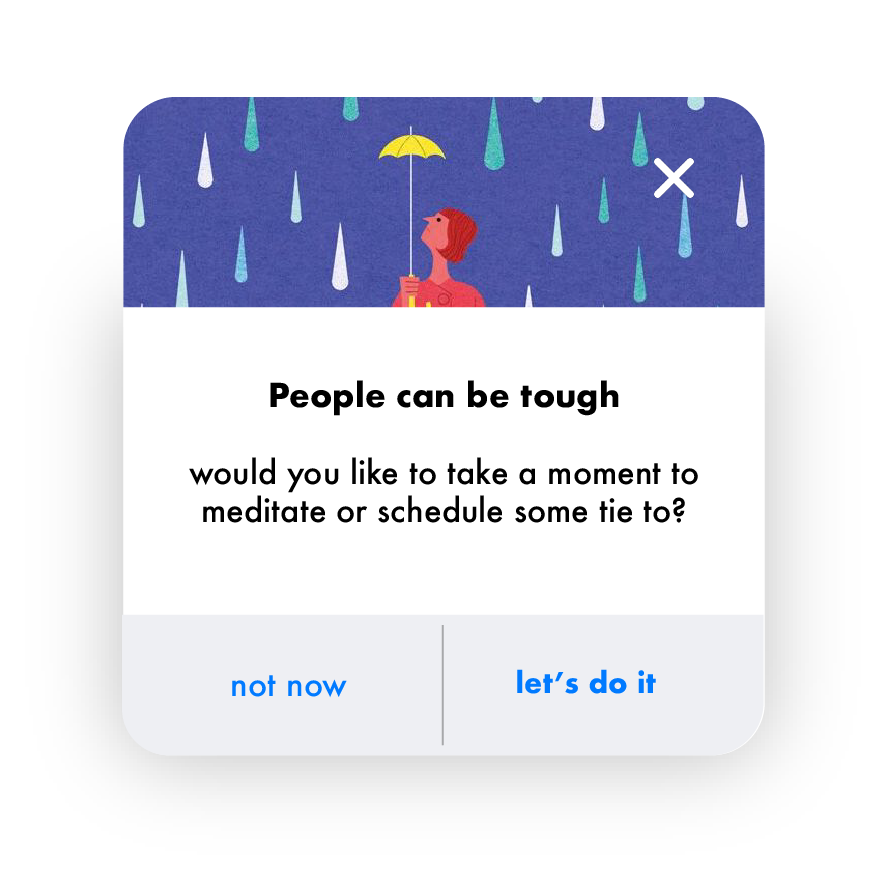 People can be tough
would you like to take a moment to
meditate or schedule some tie to?
not now
let’s do it